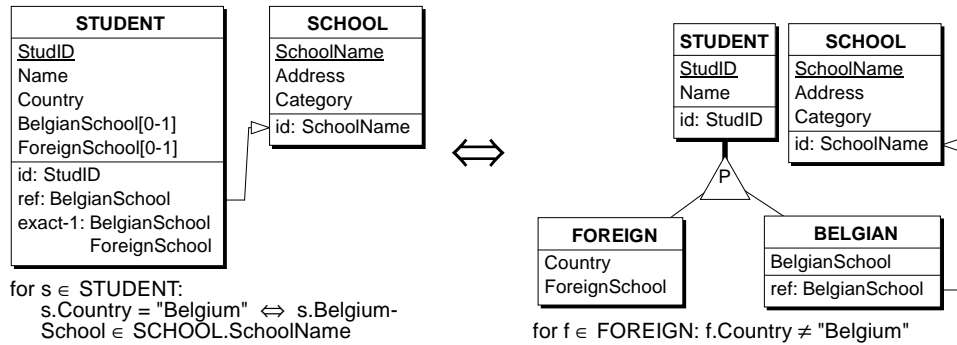 STUDENT
StudID
Name
Country
BelgianSchool[0-1]
ForeignSchool[0-1]
id: StudID
ref: BelgianSchool
exact-1: BelgianSchool
ForeignSchool
SCHOOL
SchoolName
Address
Category
id: SchoolName
for s ∈ STUDENT:
s.Country = "Belgium" ⇔ s.Belgium-
School ∈ SCHOOL.SchoolName
⇔
STUDENT
StudID
Name
id: StudID
SCHOOL
SchoolName
Address
Category
id: SchoolName
P
FOREIGN
Country
ForeignSchool
BELGIAN
BelgianSchool
ref: BelgianSchool
for f ∈ FOREIGN: f.Country ≠ "Belgium"